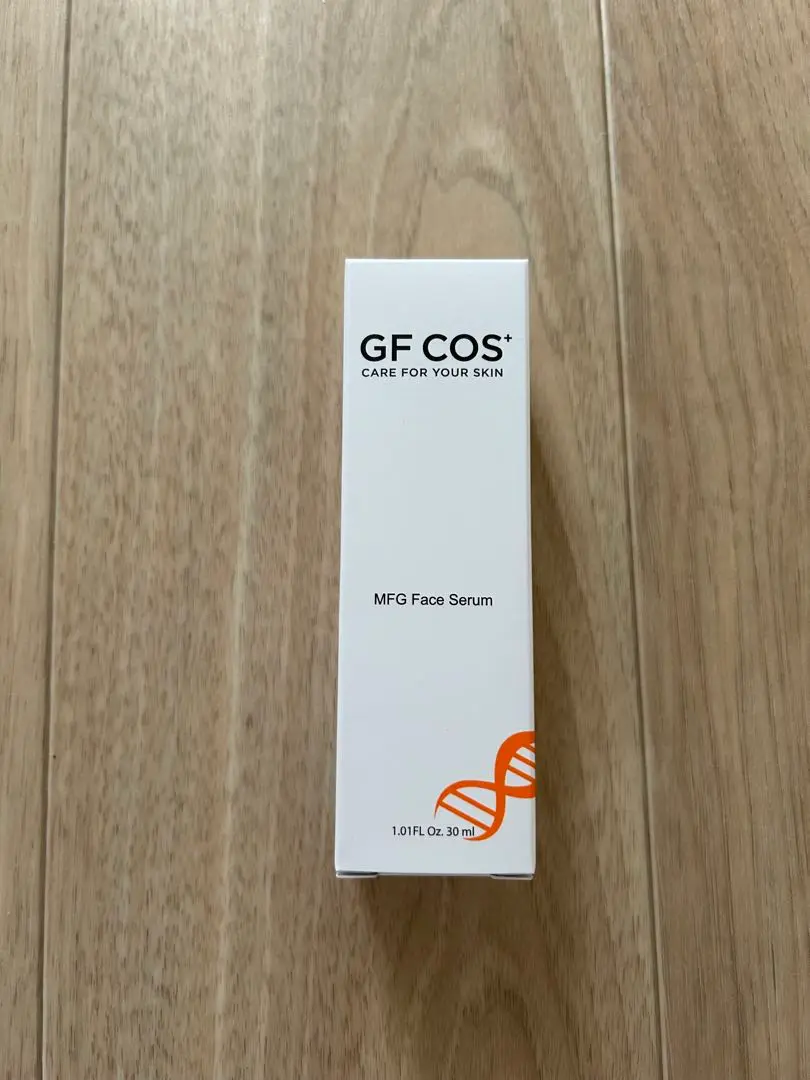 GF COS+
CARE FOR YOUR SKIN
MFG Face Serum
1.01FL Oz. 30 ml